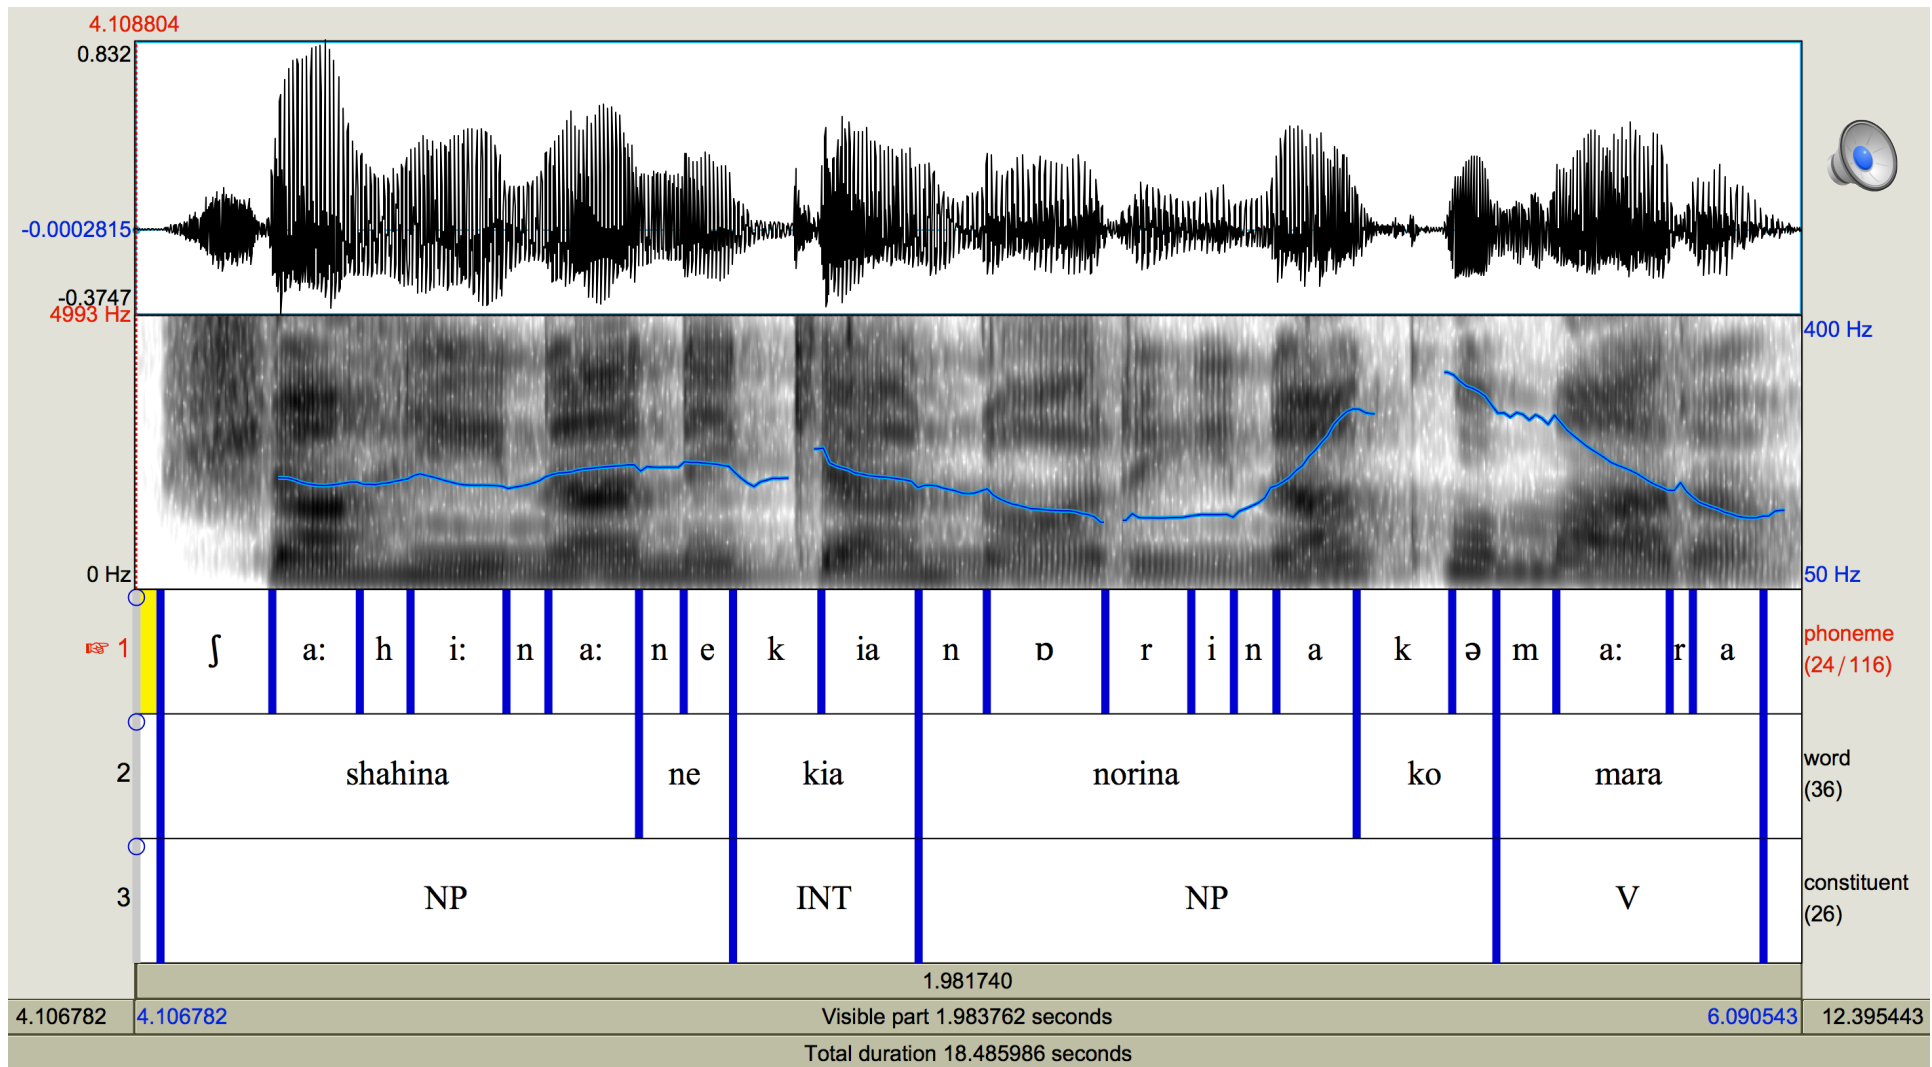 4.108804
0.832
-0.0002815
-0.3747
4993 Hz
400 Hz
0 Hz
50 Hz
☞ 1 ʃ a: h i: n a: n e k ia n ɒ r i n a k ə m a: r a phoneme
(24/116)
2 shahina ne kia norina ko mara word
(36)
3 NP INT NP V constituent
(26)
1.981740
4.106782 4.106782 Visible part 1.983762 seconds 6.090543 12.395443
Total duration 18.485986 seconds